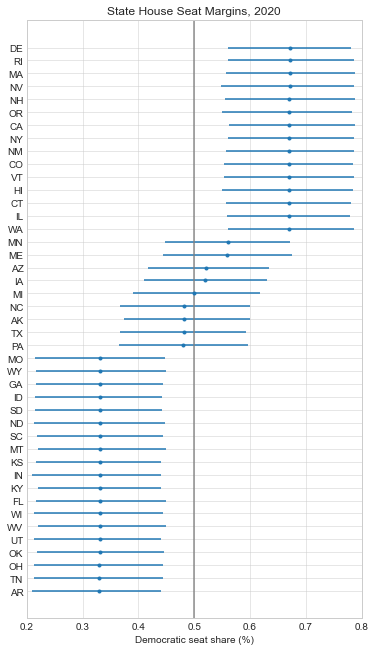 State House Seat Margins, 2020
DE
RI
MA
NV
NH
OR
CA
NY
NM
CO
VT
HI
CT
IL
WA
MN
ME
AZ
IA
MI
NC
AK
TX
PA
MO
WY
GA
ID
SD
ND
SC
MT
KS
IN
KY
FL
WI
WV
UT
OK
OH
TN
AR
0.2 0.3 0.4 0.5 0.6 0.7 0.8
Democratic seat share (%)